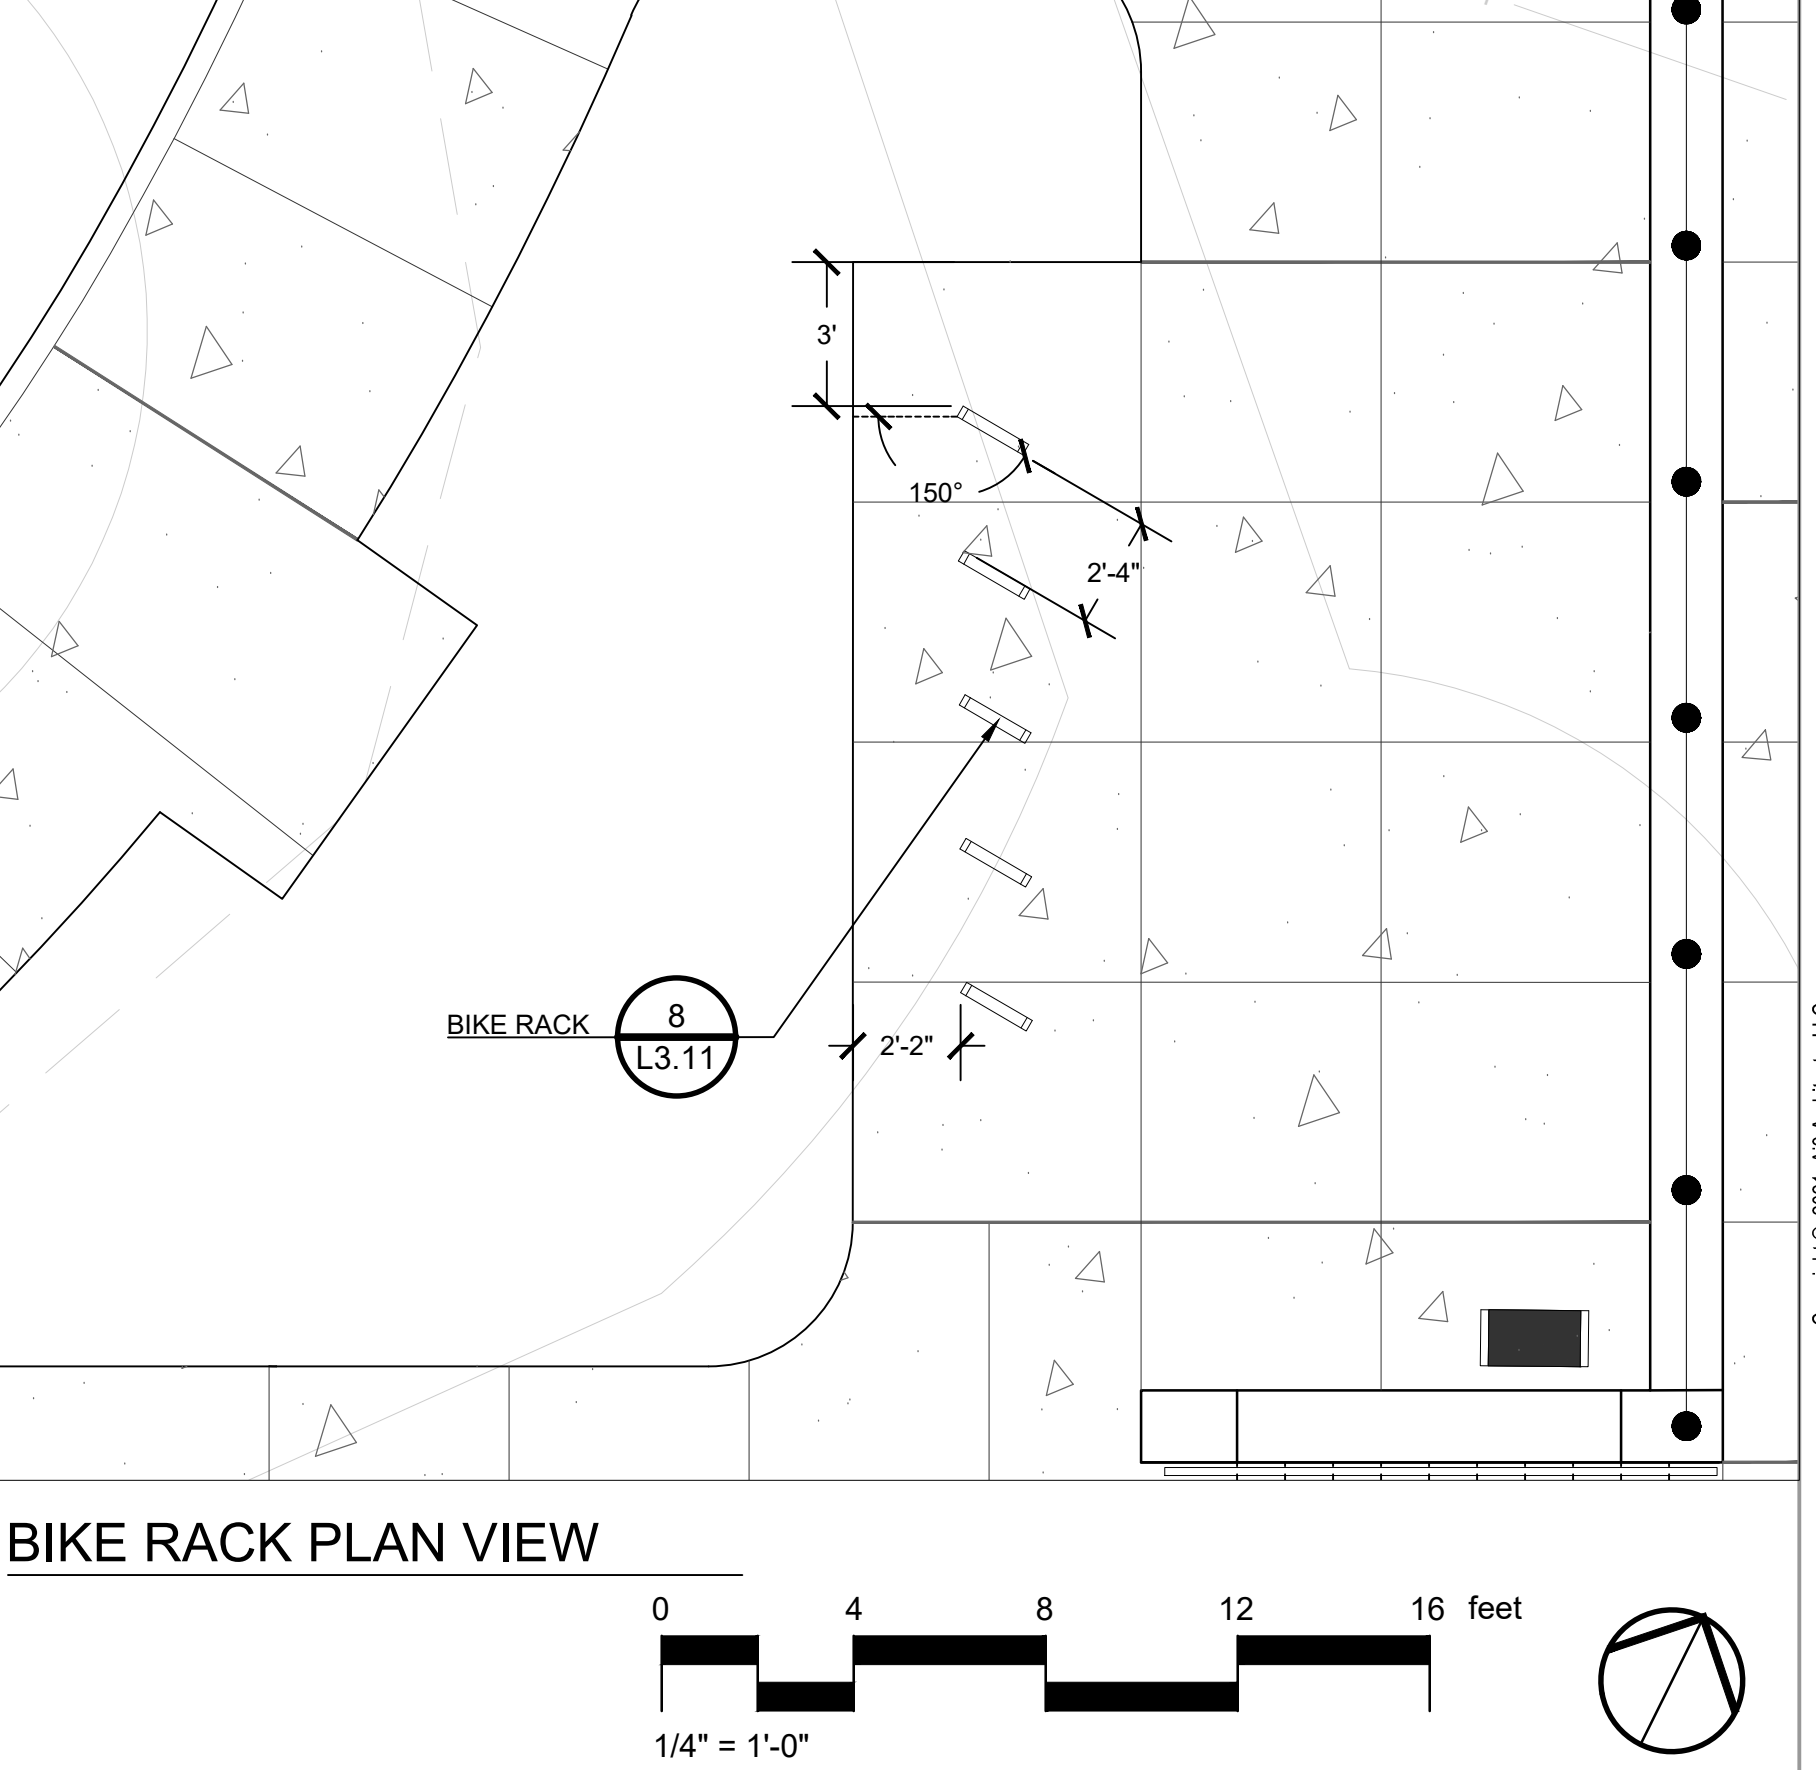 3'
150°
2'-4"
BIKE RACK
8
L3.11
2'-2"
BIKE RACK PLAN VIEW
0 4 8 12 16 feet
1/4" = 1'-0"